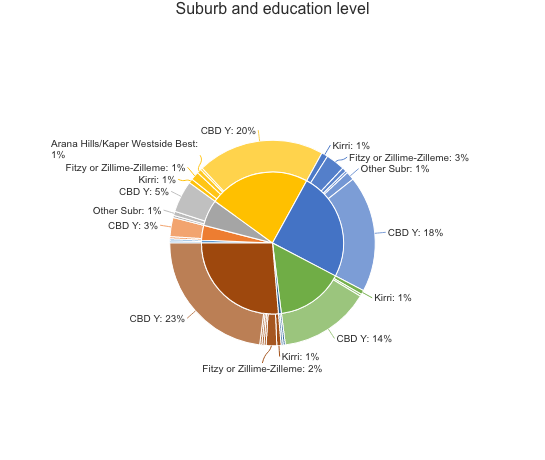 Suburb and education level
CBD Y: 20%
Arana Hills/Kaper Westside Best:
1%
Kirri: 1%
Fitzy or Zillime-Zilleme: 3%
Fitzy or Zillime-Zilleme: 1%
Other Subr: 1%
Kirri: 1%
CBD Y: 5%
Other Subr: 1%
CBD Y: 3%
CBD Y: 18%
Kirri: 1%
CBD Y: 23%
CBD Y: 14%
Kirri: 1%
Fitzy or Zillime-Zilleme: 2%